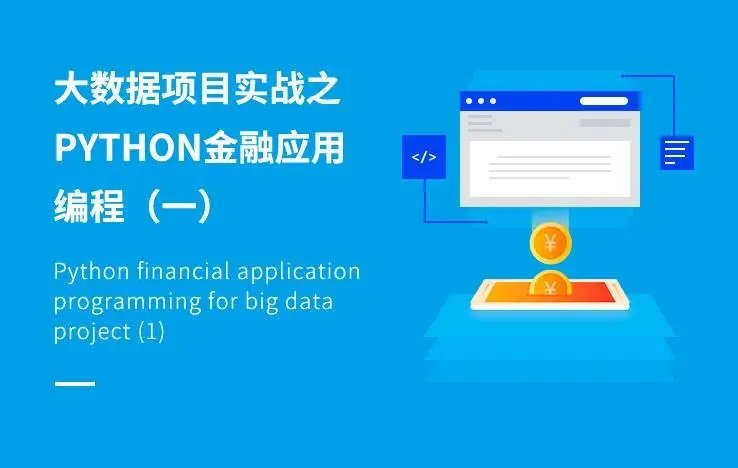 大数据项目实战之
PYTHON金融应用
编程（一）
Python financial application
programming for big data
project (1)
</>
¥
¥